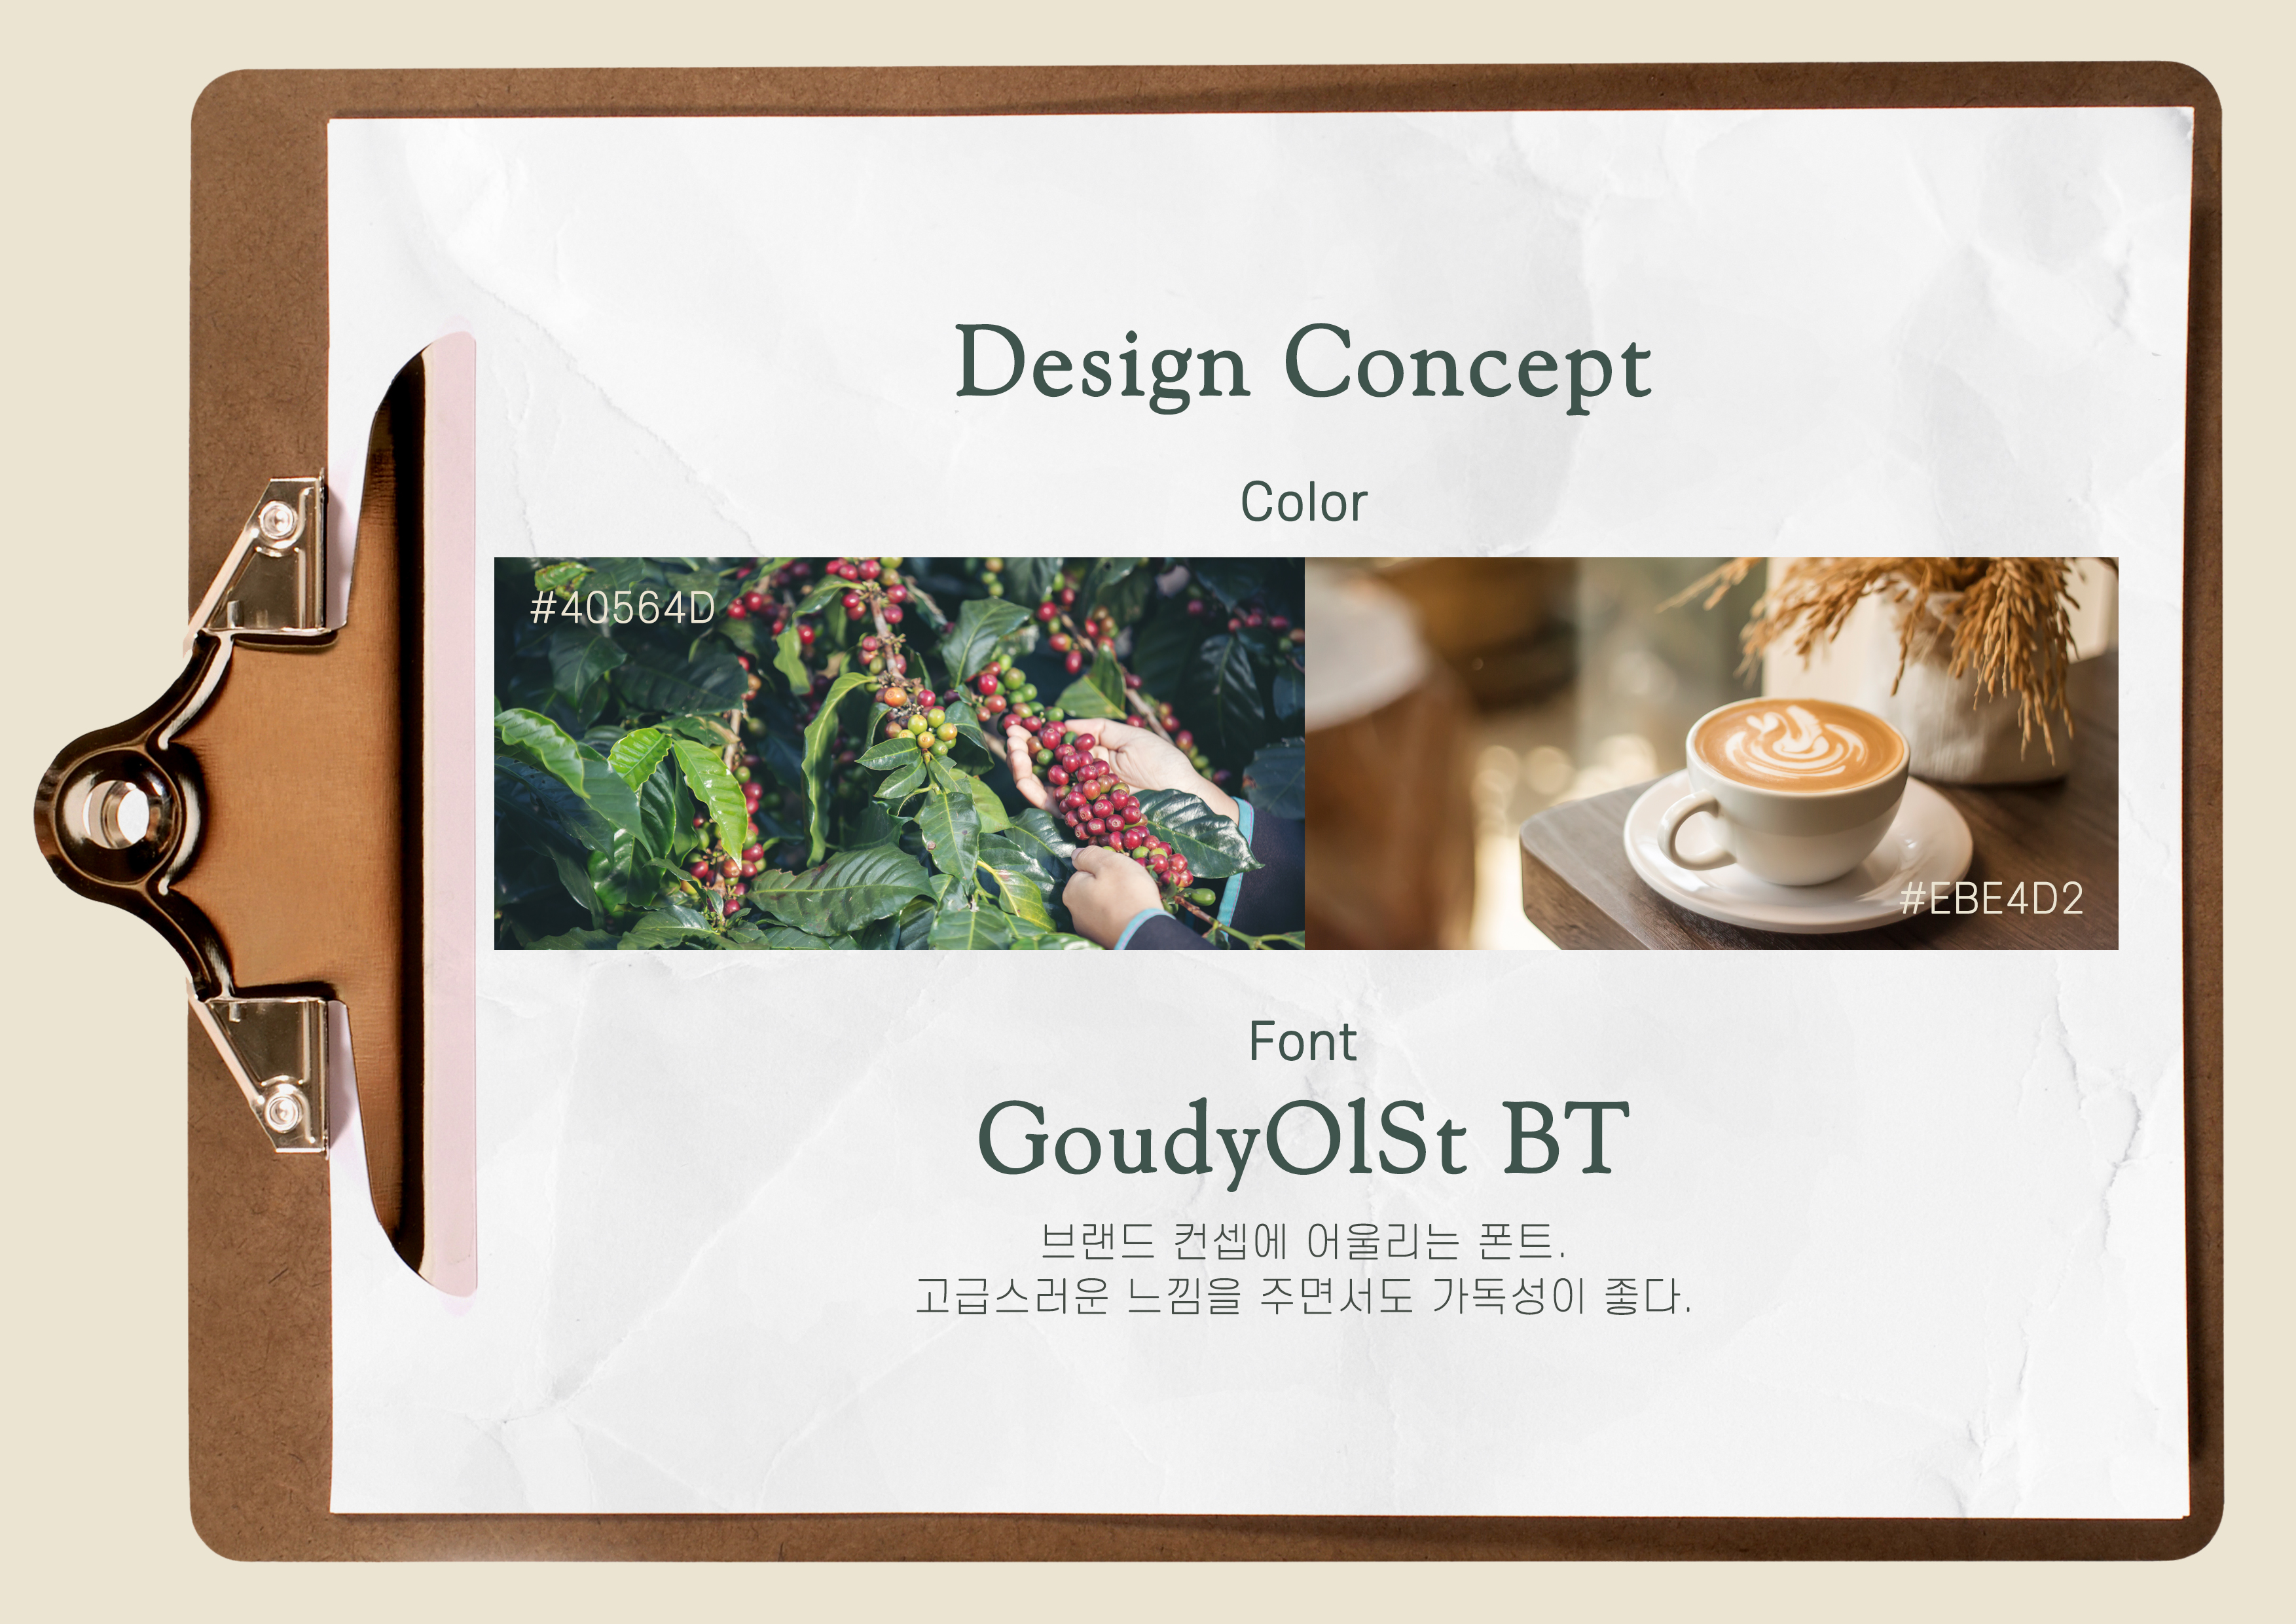 Design Concept
Color
#40564D
#EBE4D2
Font
GoudyOlSt BT
브랜드 컨셉에 어울리는 폰트.
고급스러운 느낌을 주면서도 가독성이 좋다.